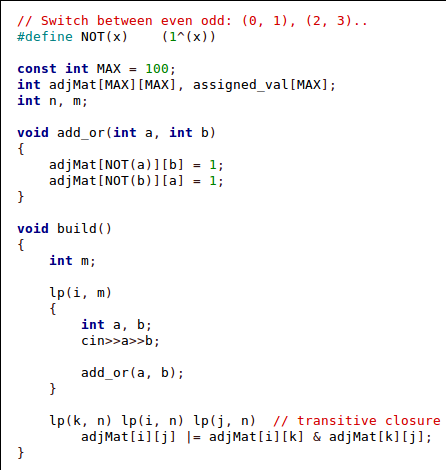 // Switch between even odd: (0, 1), (2, 3)..
#define NOT(x)    (1^(x))

const int MAX = 100;
int adjMat[MAX][MAX], assigned_val[MAX];
int n, m;

void add_or(int a, int b)
{
    adjMat[NOT(a)][b] = 1;
    adjMat[NOT(b)][a] = 1;
}

void build()
{
    int m;

    lp(i, m)
    {
        int a, b;
        cin>>a>>b;

        add_or(a, b);
    }

    lp(k, n) lp(i, n) lp(j, n)  // transitive closure
        adjMat[i][j] |= adjMat[i][k] & adjMat[k][j];
}